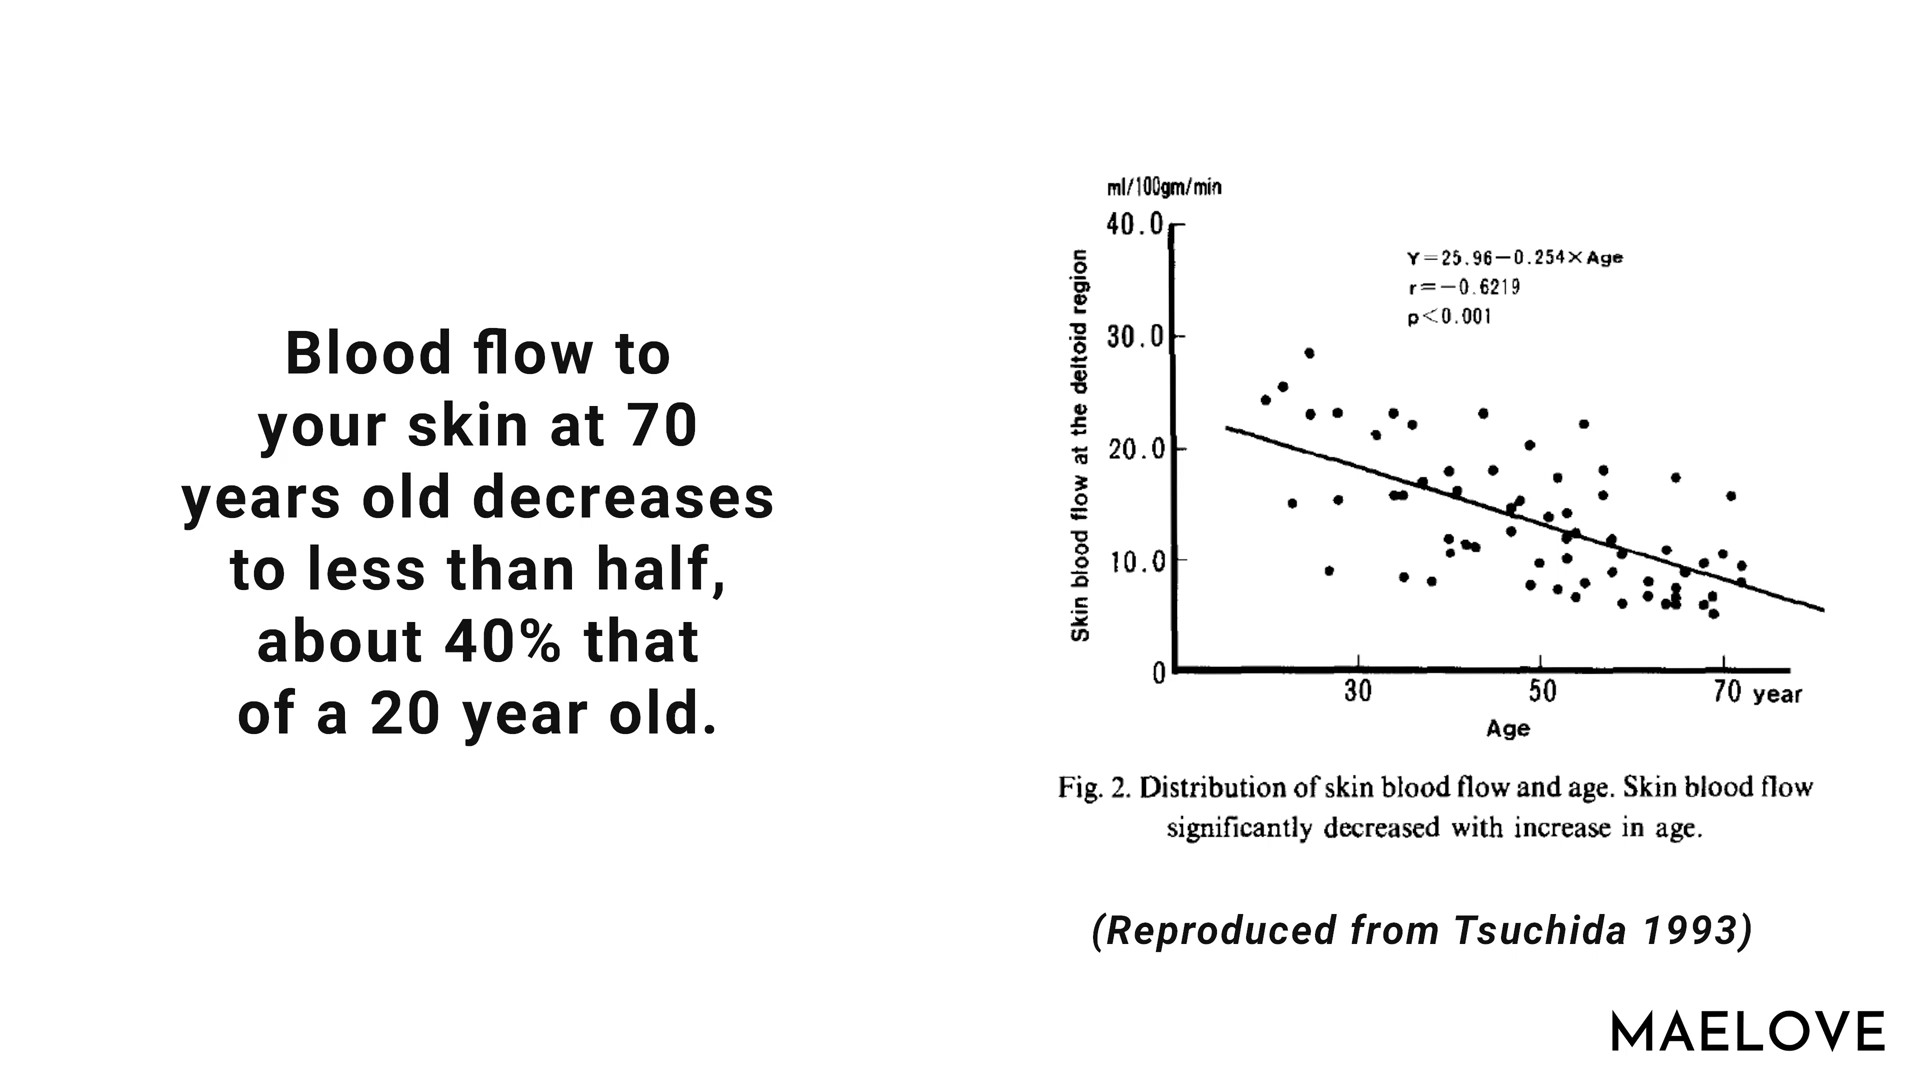 Blood flow to
your skin at 70
years old decreases
to less than half,
about 40% that
of a 20 year old.
ml/100gm/min
40.0
30.0
20.0
10.0
0
Skin blood flow at the deltoid region
Y=25.96−0.254×Age
r=−0.6219
p<0.001
30 50 70 year
Age
Fig. 2. Distribution of skin blood flow and age. Skin blood flow
significantly decreased with increase in age.
(Reproduced from Tsuchida 1993)
MAELOVE